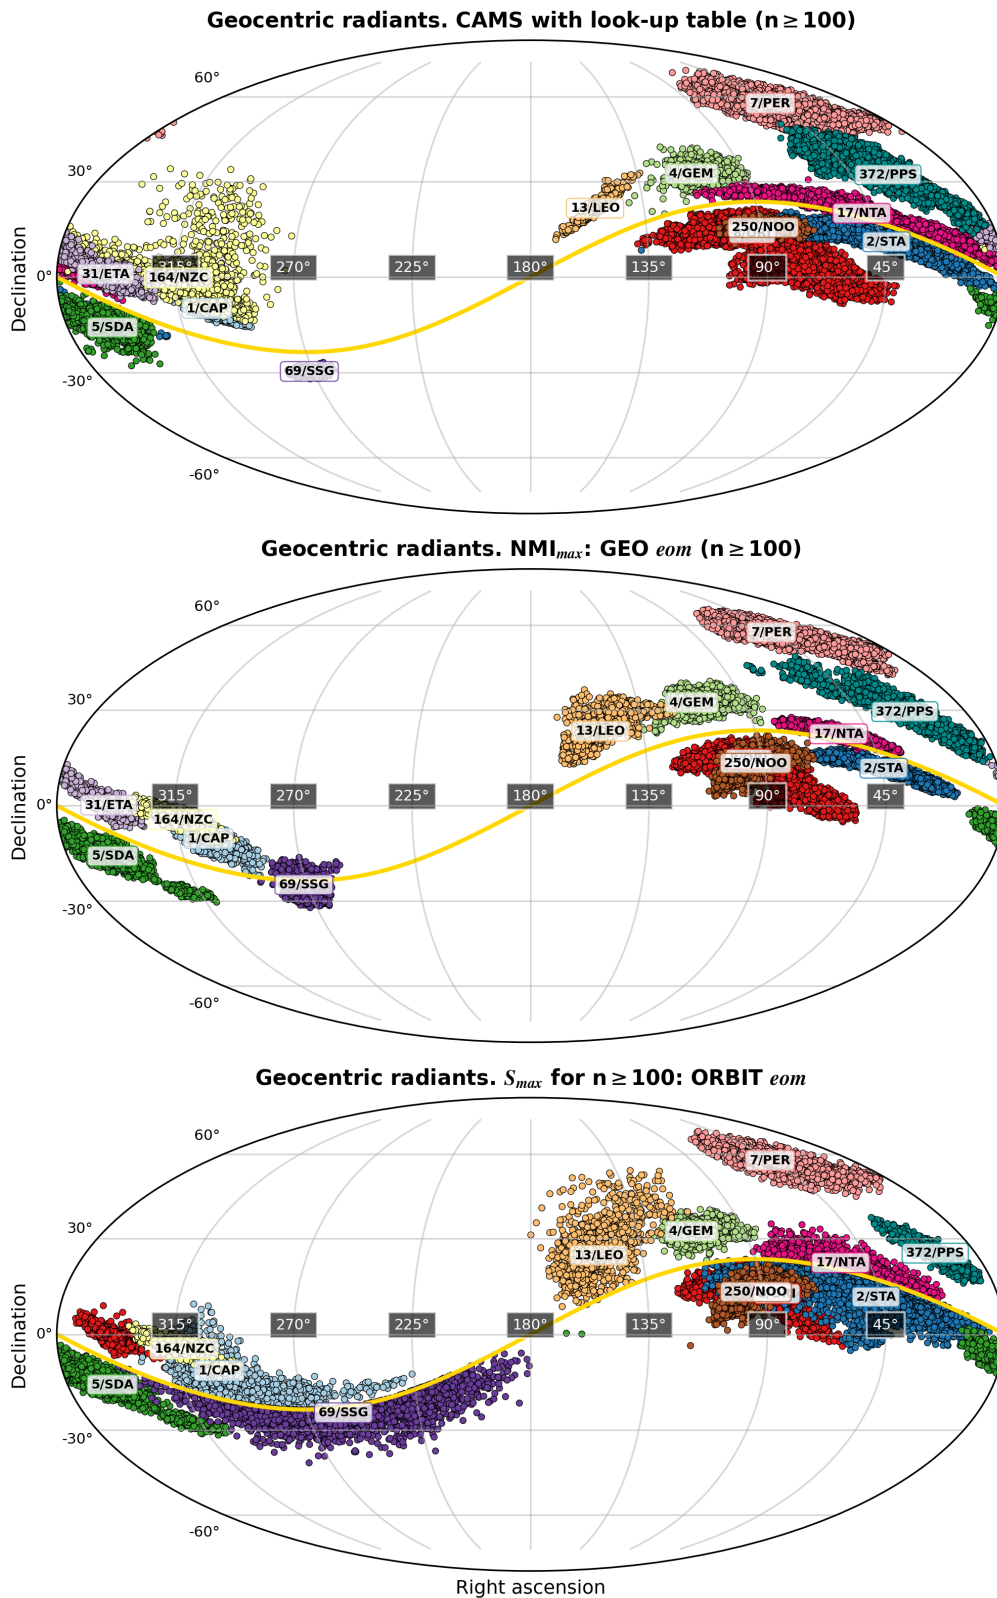 Geocentric radiants. CAMS with look-up table (n ≥ 100)
60°
7/PER
30°
4/GEM
372/PPS
13/LEO
17/NTA
250/NOO
2/STA
Declination
0°
31/ETA
315°
164/NZC
270°
225°
180°
135°
90°
45°
1/CAP
5/SDA
69/SSG
-30°
-60°
Geocentric radiants. NMImax: GEO eom (n ≥ 100)
60°
7/PER
30°
4/GEM
372/PPS
13/LEO
17/NTA
250/NOO
2/STA
Declination
0°
31/ETA
315°
270°
225°
180°
135°
90°
45°
164/NZC
1/CAP
5/SDA
69/SSG
-30°
-60°
Geocentric radiants. Smax for n ≥ 100: ORBIT eom
60°
7/PER
30°
4/GEM
372/PPS
13/LEO
17/NTA
250/NOO
2/STA
Declination
0°
315°
270°
225°
180°
135°
90°
45°
164/NZC
1/CAP
5/SDA
69/SSG
-30°
-60°
Right ascension